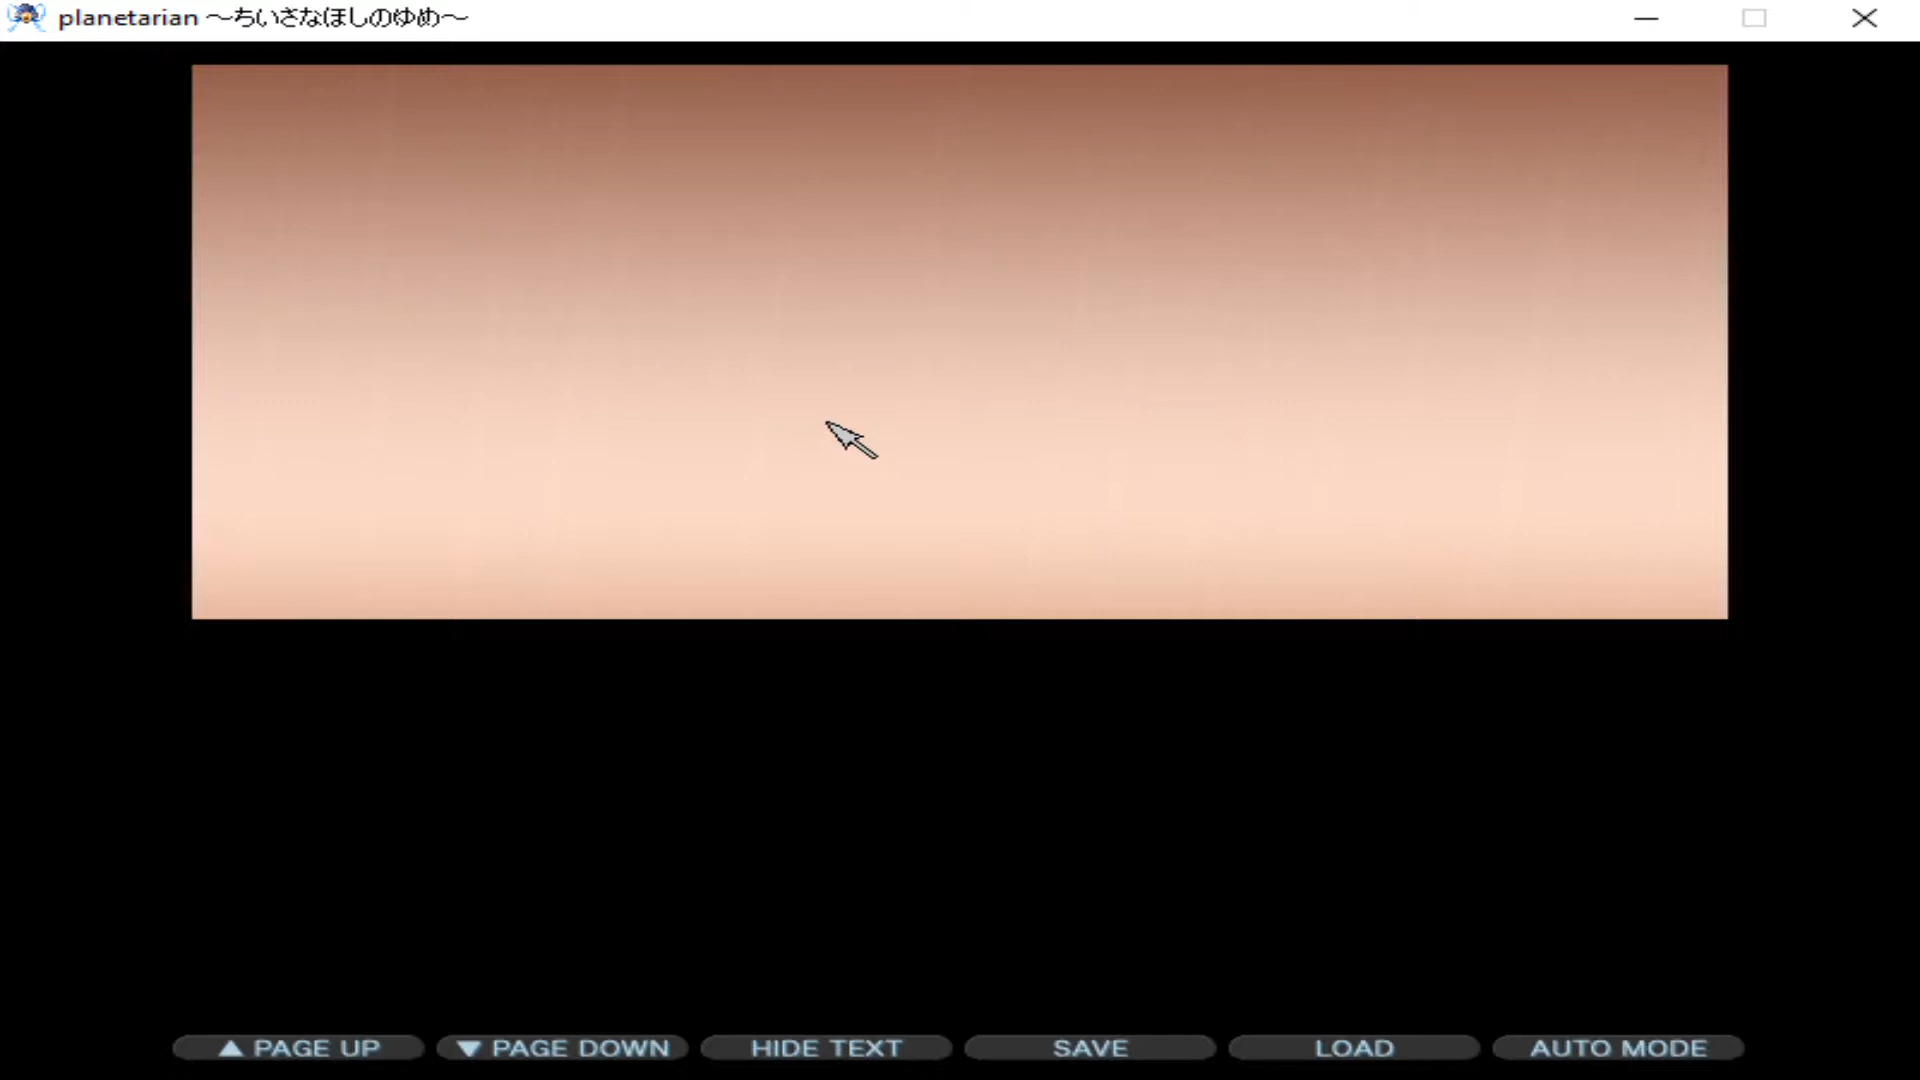 planetarian ～ちいさなほしのゆめ～
▲ PAGE UP
▼ PAGE DOWN
HIDE TEXT
SAVE
LOAD
AUTO MODE